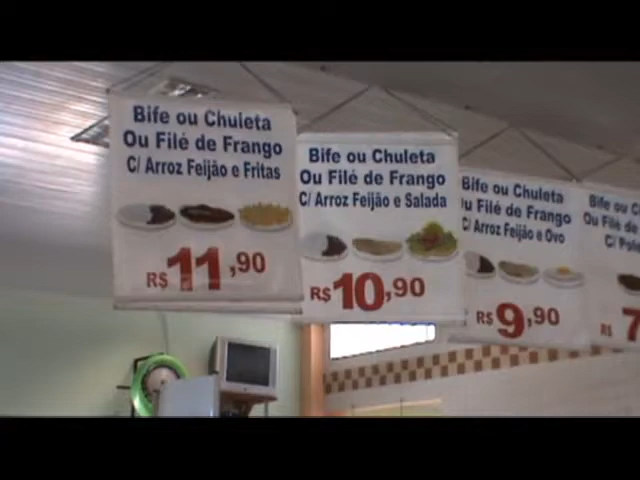 Bife ou Chuleta
Ou Filé de Frango
C/ Arroz Feijão e Fritas
R$ 11,90
Bife ou Chuleta
Ou Filé de Frango
C/ Arroz Feijão e Salada
R$ 10,90
Bife ou Chuleta
u Filé de Frango
C/ Arroz Feijão e Ovo
R$ 9,90
Bife ou
Ou Filé
C/
R$ 7